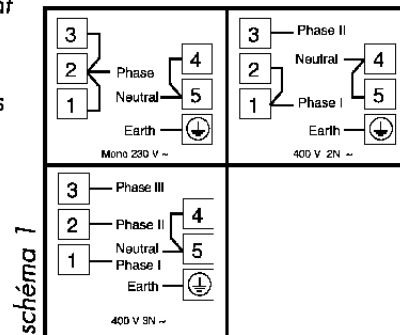 at
s
3
2 Phase 4
1 Neutral 5
Earth
Mono 230 V ~
3 Phase II
2 Neutral 4
1 Phase I 5
Earth
400 V 2N ~
3 Phase III
2 Phase II 4
Neutral 5
1 Phase I
Earth
400 V 3N ~
schéma 1